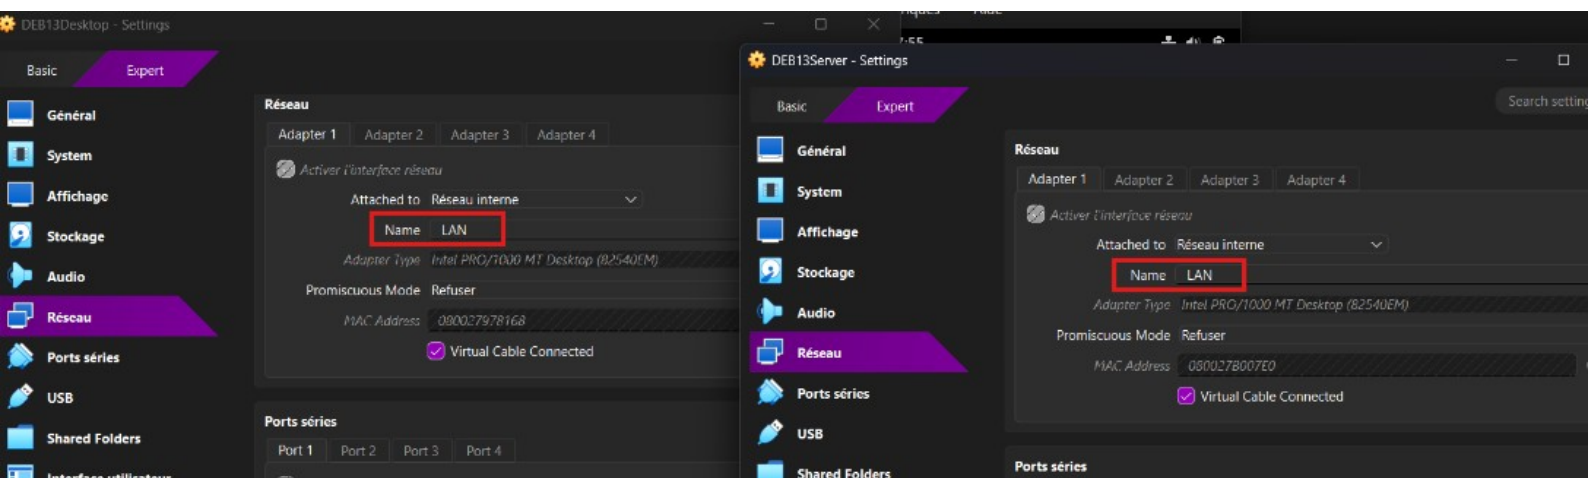 DEB13Desktop - Settings
Basic
Expert
Général
System
Affichage
Stockage
Audio
Réseau
Ports séries
USB
Shared Folders
Interface utilisateur
Réseau
Adapter 1
Adapter 2
Adapter 3
Adapter 4
Activer l'interface réseau
Attached to Réseau interne
Name LAN
Adapter Type Intel PRO/1000 MT Desktop (82540EM)
Promiscuous Mode Refuser
MAC Address 080027978168
Virtual Cable Connected
Ports séries
Port 1
Port 2
Port 3
Port 4
DEB13Server - Settings
Basic
Expert
Search setting
Général
System
Affichage
Stockage
Audio
Réseau
Ports séries
USB
Shared Folders
Réseau
Adapter 1
Adapter 2
Adapter 3
Adapter 4
Activer l'interface réseau
Attached to Réseau interne
Name LAN
Adapter Type Intel PRO/1000 MT Desktop (82540EM)
Promiscuous Mode Refuser
MAC Address 080027B007E0
Virtual Cable Connected
Ports séries